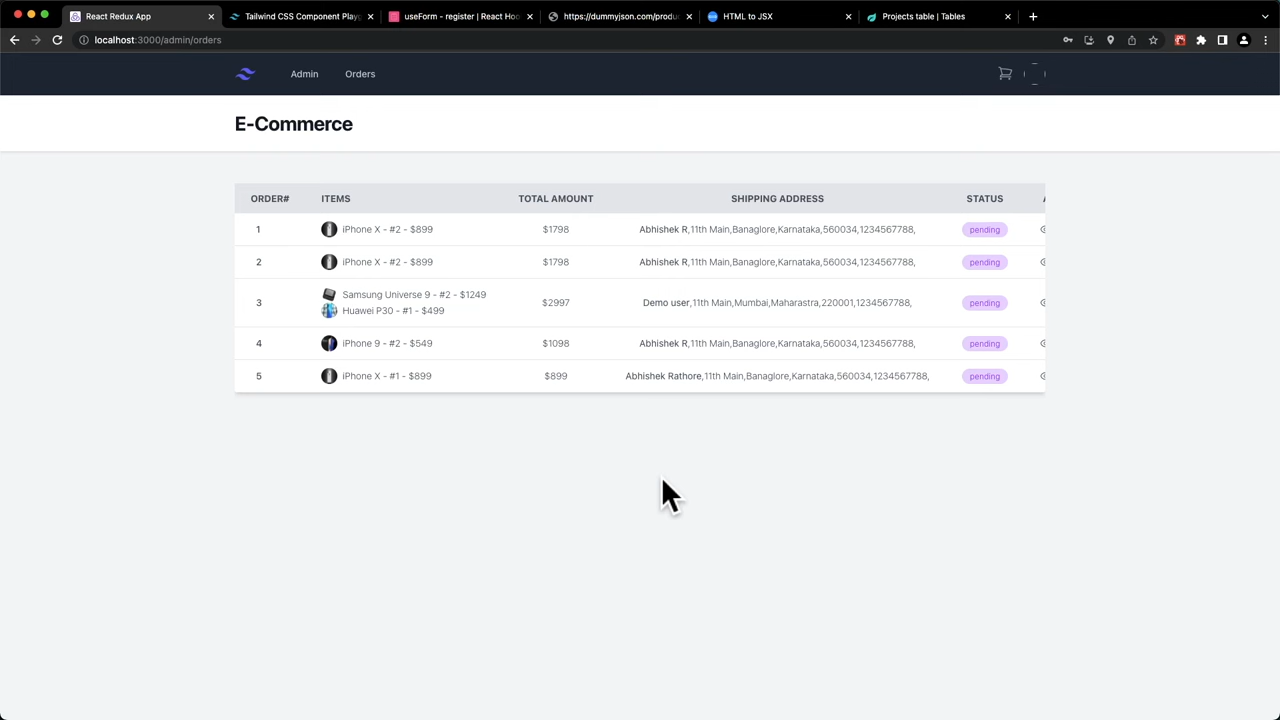 React Redux App
Tailwind CSS Component Playg
useForm - register | React Hoo
https://dummyjson.com/produc
HTML to JSX
Projects table | Tables
localhost:3000/admin/orders
Admin Orders
E-Commerce
ORDER# ITEMS TOTAL AMOUNT SHIPPING ADDRESS STATUS
1 iPhone X - #2 - $899 $1798 Abhishek R,11th Main,Banaglore,Karnataka,560034,1234567788, pending
2 iPhone X - #2 - $899 $1798 Abhishek R,11th Main,Banaglore,Karnataka,560034,1234567788, pending
3 Samsung Universe 9 - #2 - $1249
Huawei P30 - #1 - $499 $2997 Demo user,11th Main,Mumbai,Maharastra,220001,1234567788, pending
4 iPhone 9 - #2 - $549 $1098 Abhishek R,11th Main,Banaglore,Karnataka,560034,1234567788, pending
5 iPhone X - #1 - $899 $899 Abhishek Rathore,11th Main,Banaglore,Karnataka,560034,1234567788, pending